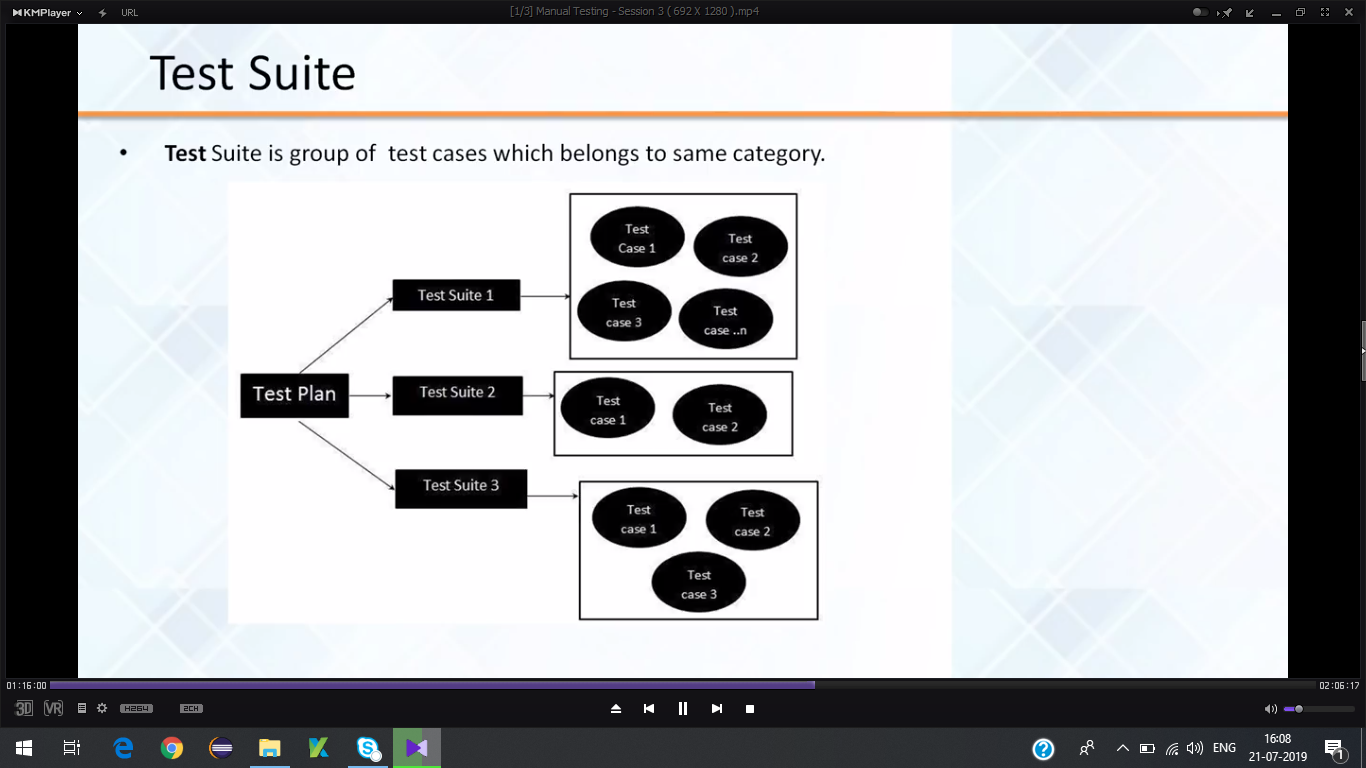 KMPlayer
URL
[1/3] Manual Testing - Session 3 ( 692 X 1280 ).mp4
Test Suite
• Test Suite is group of  test cases which belongs to same category.
Test
Case 1
Test
case 2
Test
case 3
Test
case ..n
Test Suite 1
Test Plan
Test Suite 2
Test
case 1
Test
case 2
Test Suite 3
Test
case 1
Test
case 2
Test
case 3
01:16:00
02:06:17
3D
VR
H264
2CH
ENG
16:08
21-07-2019
1